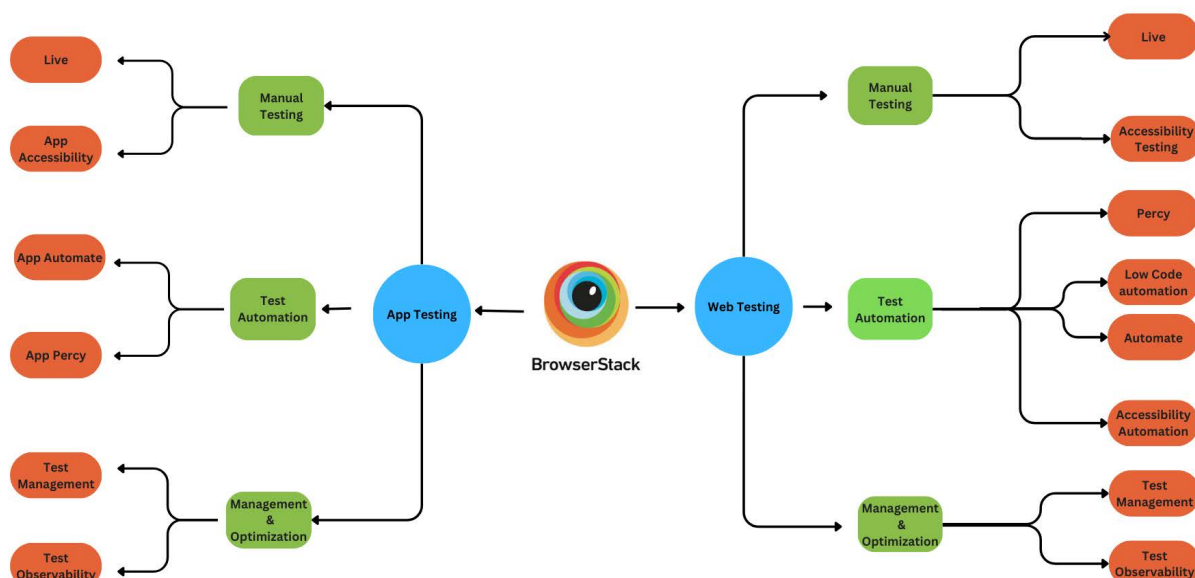 Live
App
Accessibility
Manual
Testing
App Automate
App Percy
Test
Automation
App Testing
Test
Management
Test
Observability
Management
&
Optimization
BrowserStack
Web Testing
Manual
Testing
Live
Accessibility
Testing
Test
Automation
Percy
Low Code
automation
Automate
Accessibility
Automation
Management
&
Optimization
Test
Management
Test
Observability